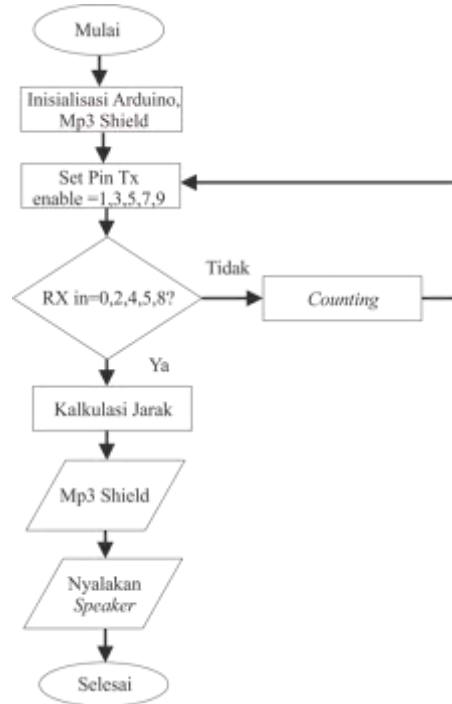 Mulai
Inisialisasi Arduino,
Mp3 Shield
Set Pin Tx
enable =1,3,5,7,9
RX in=0,2,4,5,8?
Tidak
Counting
Ya
Kalkulasi Jarak
Mp3 Shield
Nyalakan
Speaker
Selesai